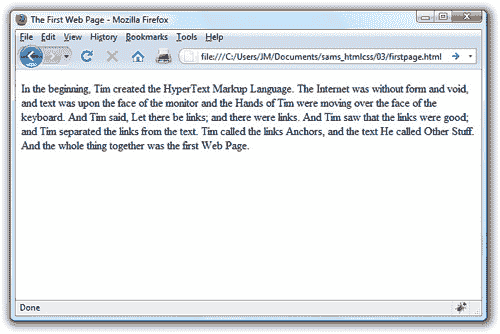 The First Web Page - Mozilla Firefox
File Edit View History Bookmarks Tools Help
file:///C:/Users/JM/Documents/sams_htmlcss/03/firstpage.html
In the beginning, Tim created the HyperText Markup Language. The Internet was without form and void,
and text was upon the face of the monitor and the Hands of Tim were moving over the face of the
keyboard. And Tim said, Let there be links; and there were links. And Tim saw that the links were good;
and Tim separated the links from the text. Tim called the links Anchors, and the text He called Other Stuff.
And the whole thing together was the first Web Page.
Done